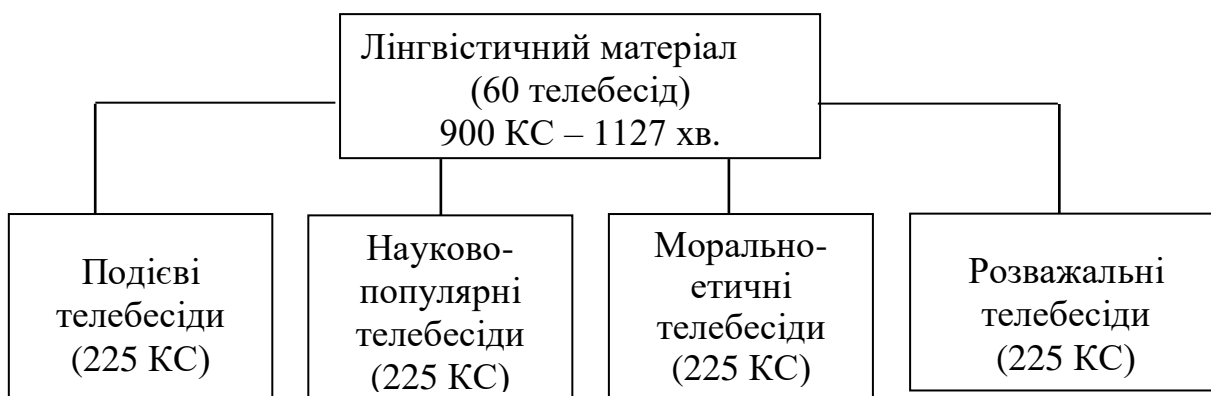 Лінгвістичний матеріал
(60 телебесід)
900 КС – 1127 хв.
Подієві
телебесіди
(225 КС)
Науково-
популярні
телебесіди
(225 КС)
Морально-
етичні
телебесіди
(225 КС)
Розважальні
телебесіди
(225 КС)